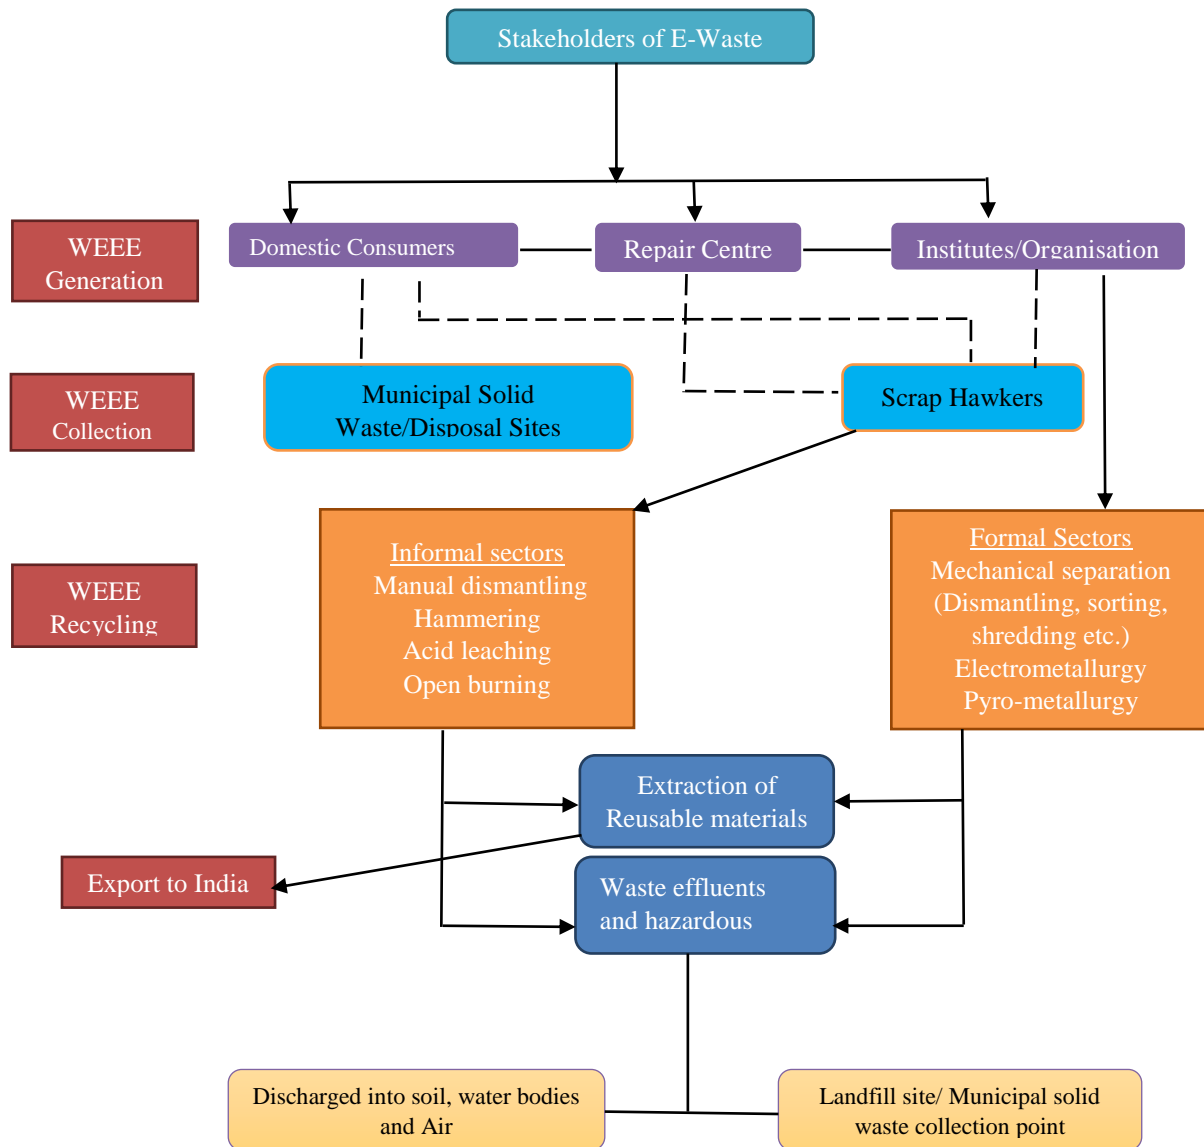 Stakeholders of E-Waste
WEEE
Generation
Domestic Consumers
Repair Centre
Institutes/Organisation
WEEE
Collection
Municipal Solid
Waste/Disposal Sites
Scrap Hawkers
WEEE
Recycling
Informal sectors
Manual dismantling
Hammering
Acid leaching
Open burning
Formal Sectors
Mechanical separation
(Dismantling, sorting,
shredding etc.)
Electrometallurgy
Pyro-metallurgy
Extraction of
Reusable materials
Export to India
Waste effluents
and hazardous
Discharged into soil, water bodies
and Air
Landfill site/ Municipal solid
waste collection point